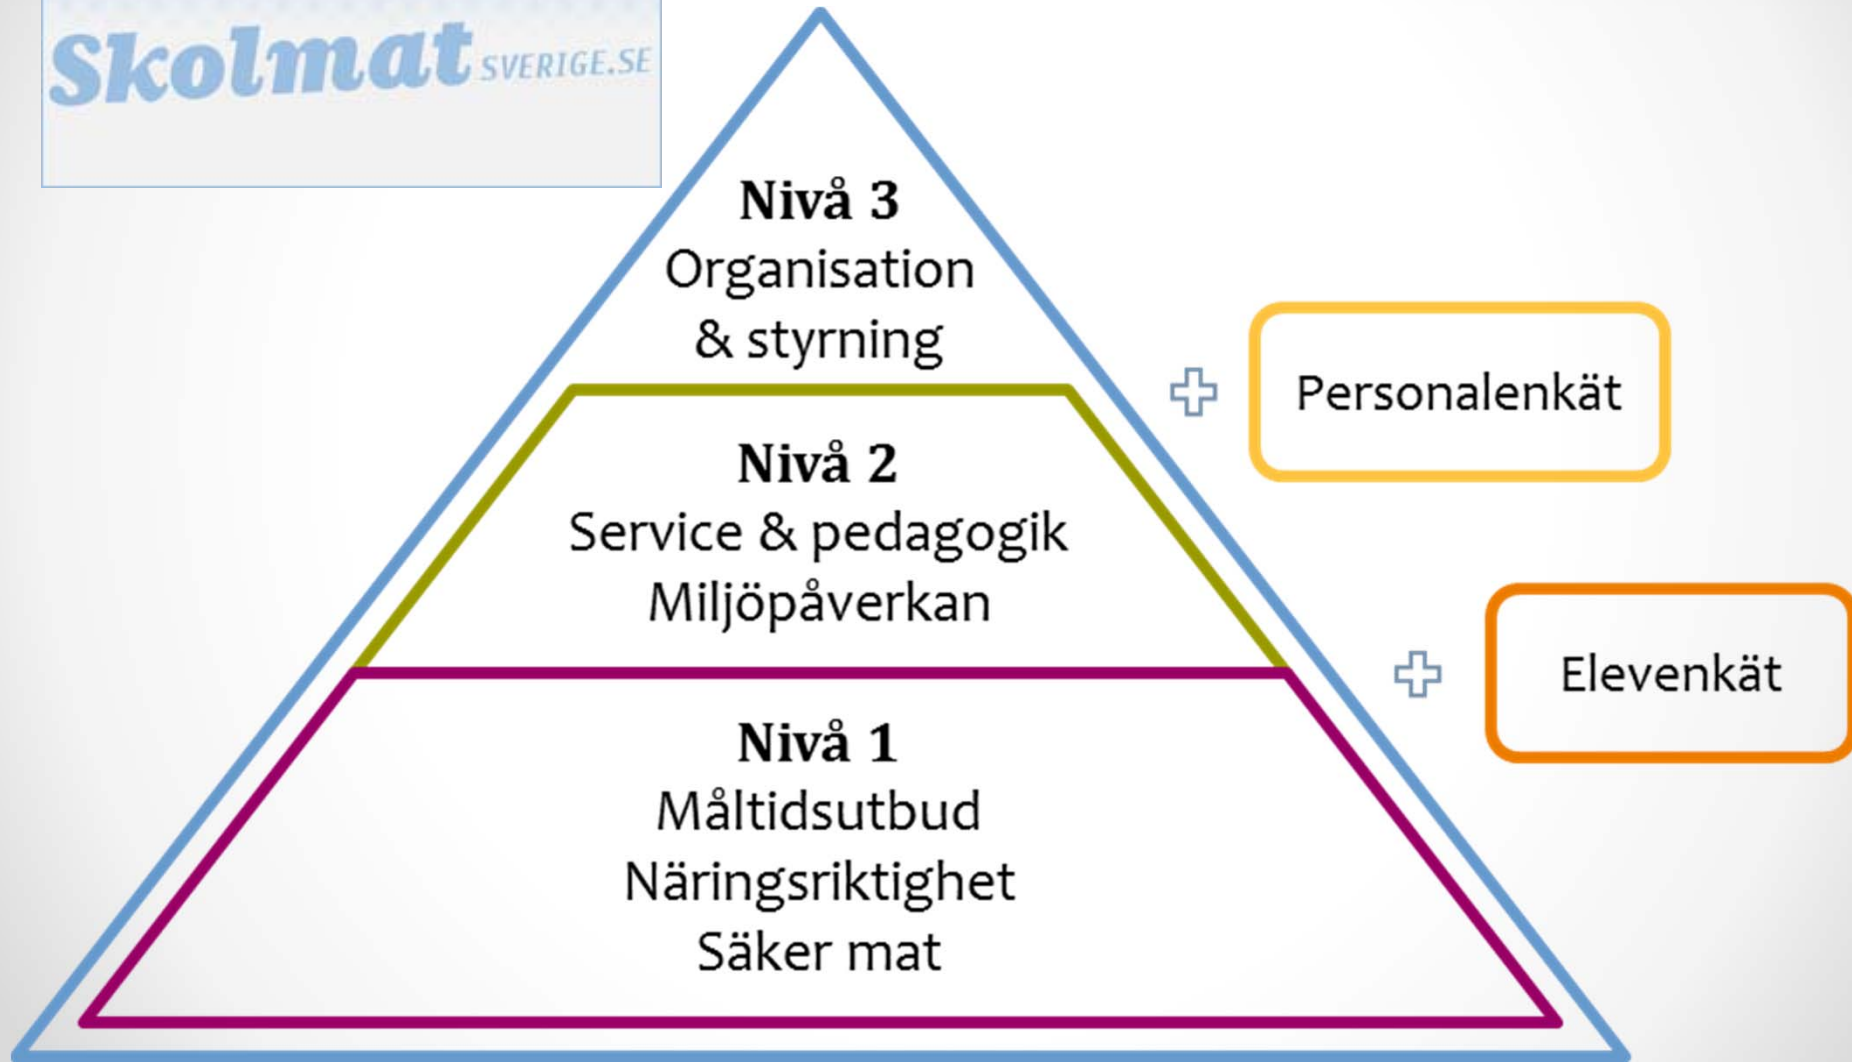 Skolmat SVERIGE.SE
Nivå 3
Organisation
& styrning
Personalenkät
Nivå 2
Service & pedagogik
Miljöpåverkan
Elevenkät
Nivå 1
Måltidsutbud
Näringsriktighet
Säker mat